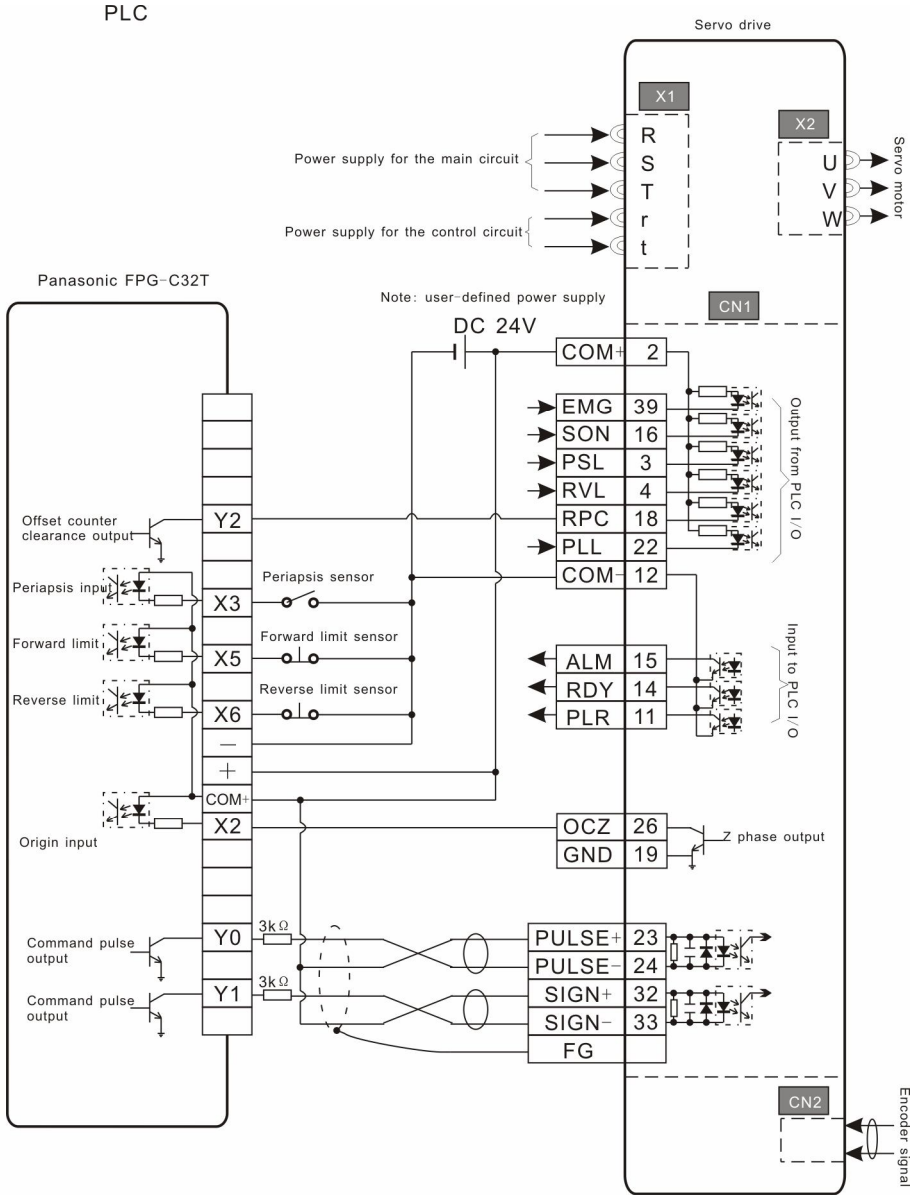 PLC
Servo drive
X1
X2
R
S
T
r
t
U
V
W
Servo motor
Power supply for the main circuit
Power supply for the control circuit
Panasonic FPG-C32T
Note: user-defined power supply
DC 24V
CN1
COM+ 2
EMG 39
SON 16
PSL 3
RVL 4
RPC 18
PLL 22
COM- 12
Output from PLC I/O
Offset counter
clearance output
Y2
Periapsis input
X3
Periapsis sensor
Forward limit
X5
Forward limit sensor
Reverse limit
X6
Reverse limit sensor
ALM 15
RDY 14
PLR 11
Input to PLC I/O
-
+
COM+
X2
Origin input
OCZ 26
GND 19
Z phase output
Command pulse
output
Y0
3kΩ
Command pulse
output
Y1
3kΩ
PULSE+ 23
PULSE- 24
SIGN+ 32
SIGN- 33
FG
CN2
Encoder signal